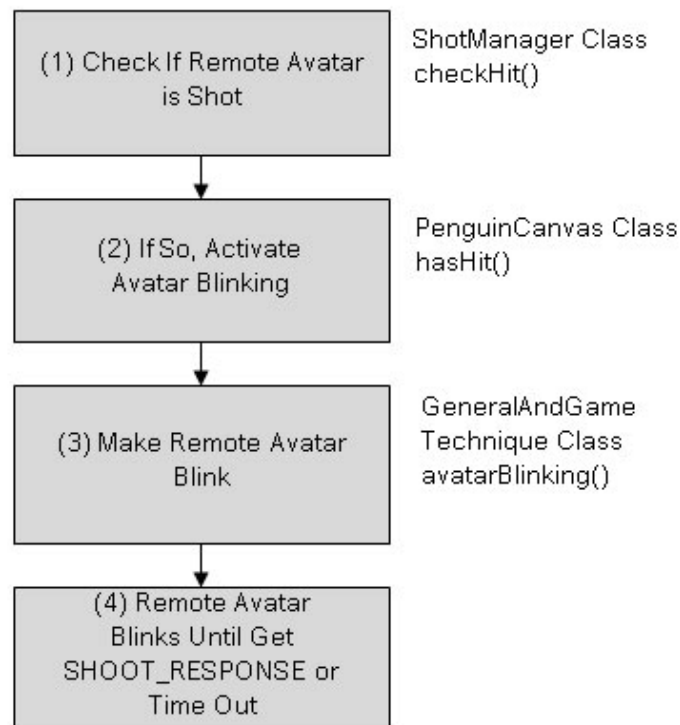 (1) Check If Remote Avatar
is Shot
ShotManager Class
checkHit()
(2) If So, Activate
Avatar Blinking
PenguinCanvas Class
hasHit()
(3) Make Remote Avatar
Blink
GeneralAndGame
Technique Class
avatarBlinking()
(4) Remote Avatar
Blinks Until Get
SHOOT_RESPONSE or
Time Out